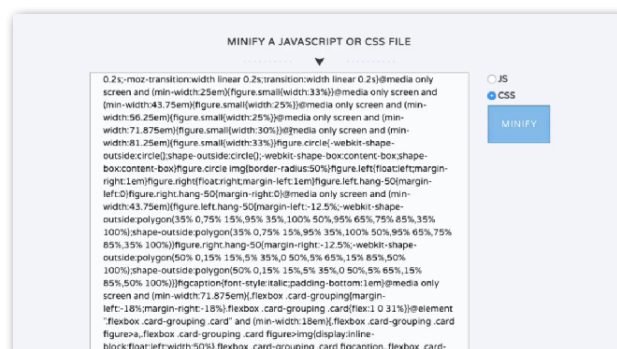 MINIFY A JAVASCRIPT OR CSS FILE
0.2s;-moz-transition:width linear 0.2s;transition:width linear 0.2s}@media only
screen and (min-width:25em){figure.small{width:33%}}@media only screen and
(min-width:43.75em){figure.small{width:25%}}@media only screen and (min-
width:56.25em){figure.small{width:25%}}@media only screen and (min-
width:71.875em){figure.small{width:30%}}@media only screen and (min-
width:81.25em){figure.small{width:33%}}figure.circle{-webkit-shape-
outside:circle();shape-outside:circle();-webkit-shape-box:content-box;shape-
box:content-box}figure.circle img{border-radius:50%}figure.left{float:left;margin-
right:1em}figure.right{float:right;margin-left:1em}figure.left.hang-50{margin-
left:0}figure.right.hang-50{margin-right:0}@media only screen and (min-
width:43.75em){figure.left.hang-50{margin-left:-12.5%;-webkit-shape-
outside:polygon(35% 0,75% 15%,95% 35%,100% 50%,95% 65%,75% 85%,35%
100%);shape-outside:polygon(35% 0,75% 15%,95% 35%,100% 50%,95% 65%,75%
85%,35% 100%)}figure.right.hang-50{margin-right:-12.5%;-webkit-shape-
outside:polygon(50% 0,15% 15%,5% 35%,0 50%,5% 65%,15% 85%,50%
100%);shape-outside:polygon(50% 0,15% 15%,5% 35%,0 50%,5% 65%,15%
85%,50% 100%)}}figcaption{font-style:italic;padding-bottom:1em}@media only
screen and (min-width:71.875em){.flexbox .card-grouping{margin-
left:-18%;margin-right:-18%}.flexbox .card-grouping .card{flex:1 0 31%}}@element
".flexbox .card-grouping .card" and (min-width:18em){.flexbox .card-grouping .card
figure>a,.flexbox .card-grouping .card figure>img{display:inline-
block;float:left;width:50%}.flexbox .card-grouping .card figcaption,.flexbox .card-
JS
CSS
MINIFY